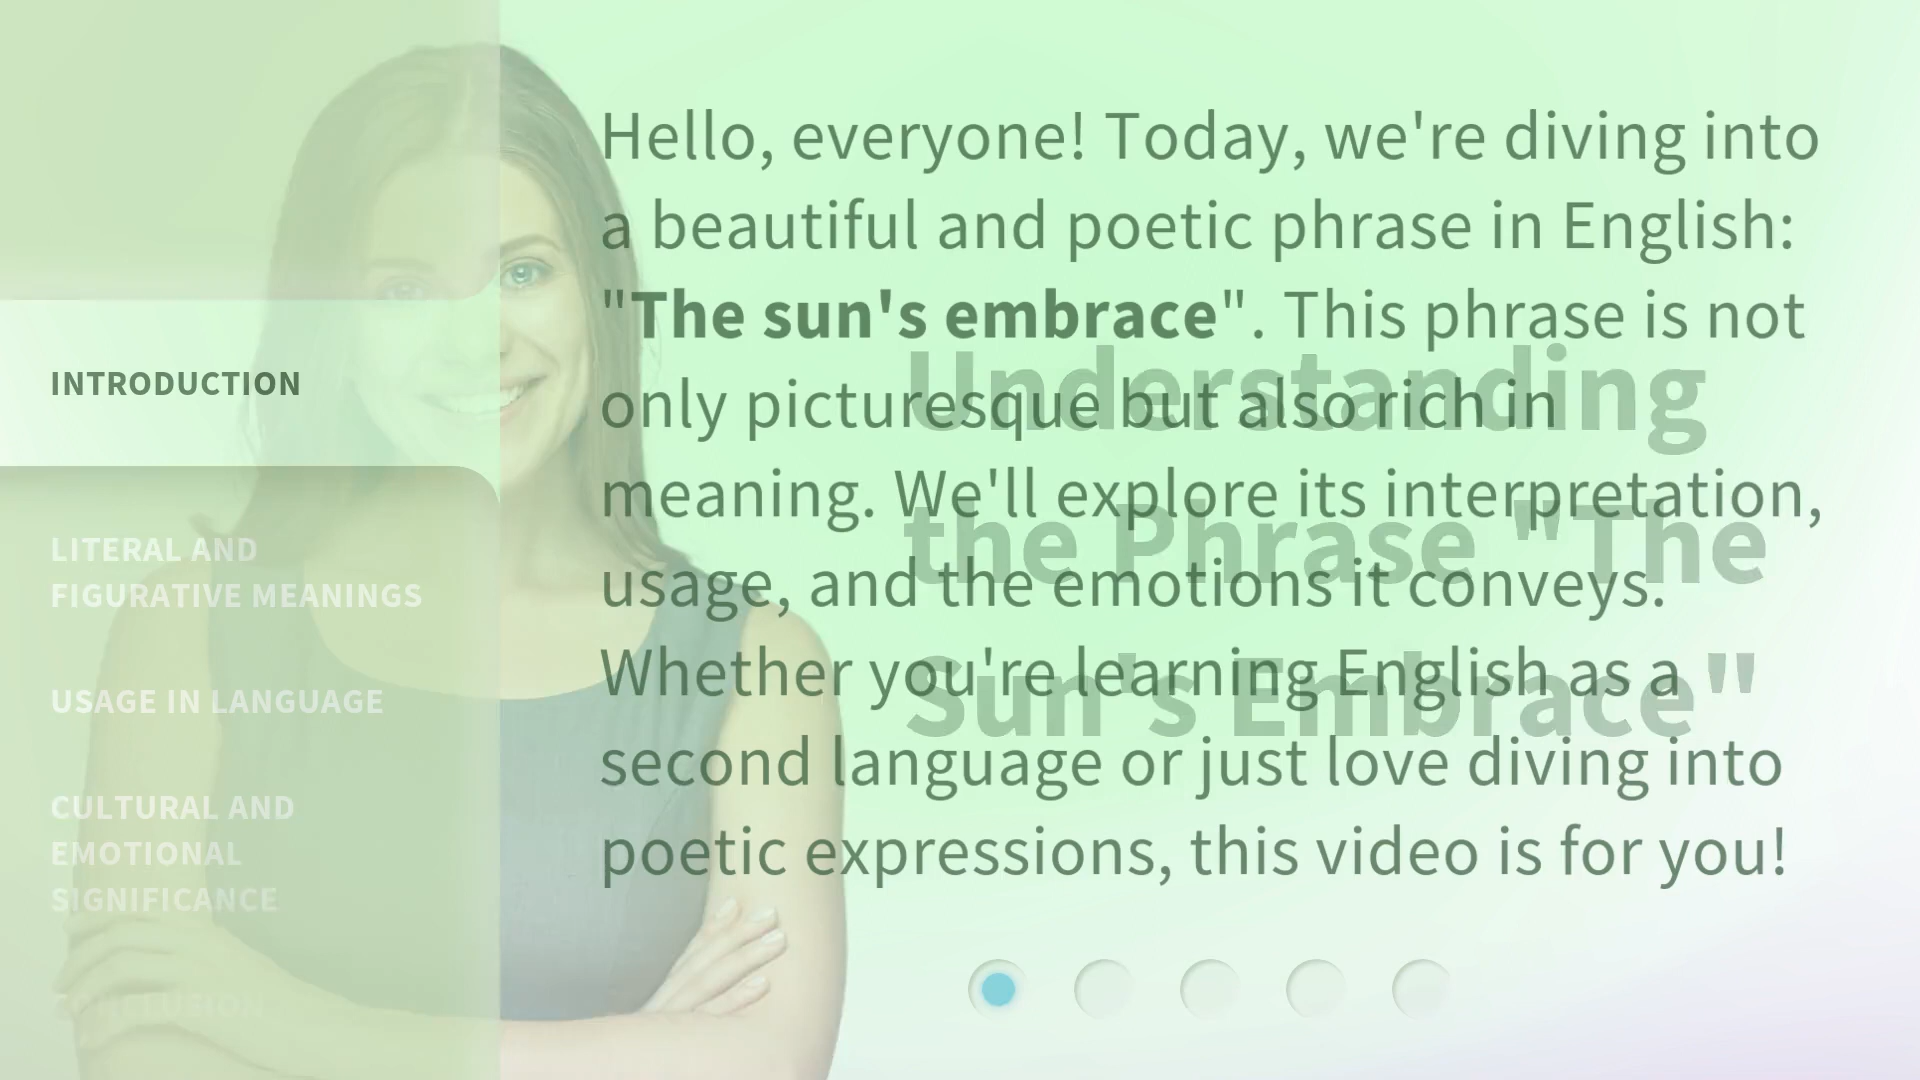 INTRODUCTION
LITERAL AND
FIGURATIVE MEANINGS
USAGE IN LANGUAGE
CULTURAL AND
EMOTIONAL
SIGNIFICANCE
CONCLUSION
Hello, everyone! Today, we're diving into
a beautiful and poetic phrase in English:
"The sun's embrace". This phrase is not
only picturesque but also rich in
meaning. We'll explore its interpretation,
usage, and the emotions it conveys.
Whether you're learning English as a
second language or just love diving into
poetic expressions, this video is for you!
Understanding
the Phrase "The
Sun's Embrace"